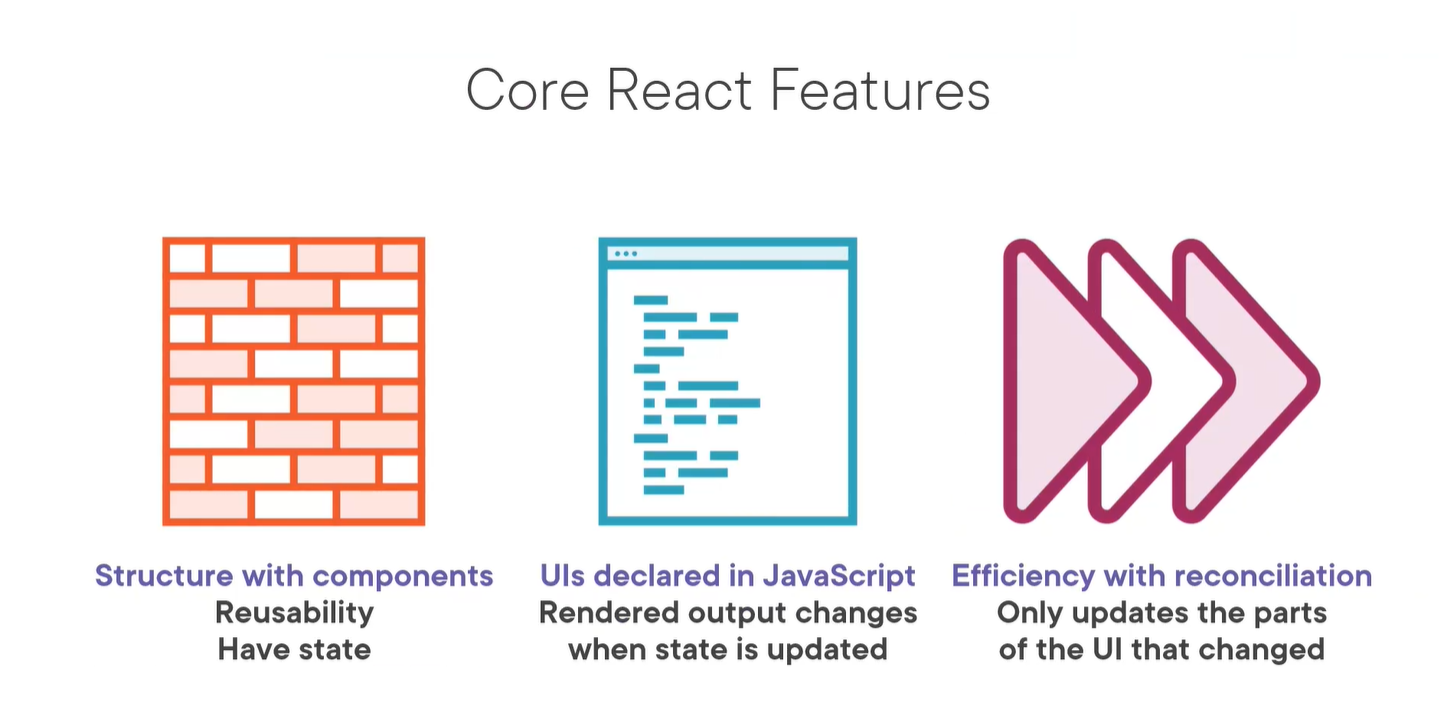 Core React Features
Structure with components
Reusability
Have state
UIs declared in JavaScript
Rendered output changes
when state is updated
Efficiency with reconciliation
Only updates the parts
of the UI that changed